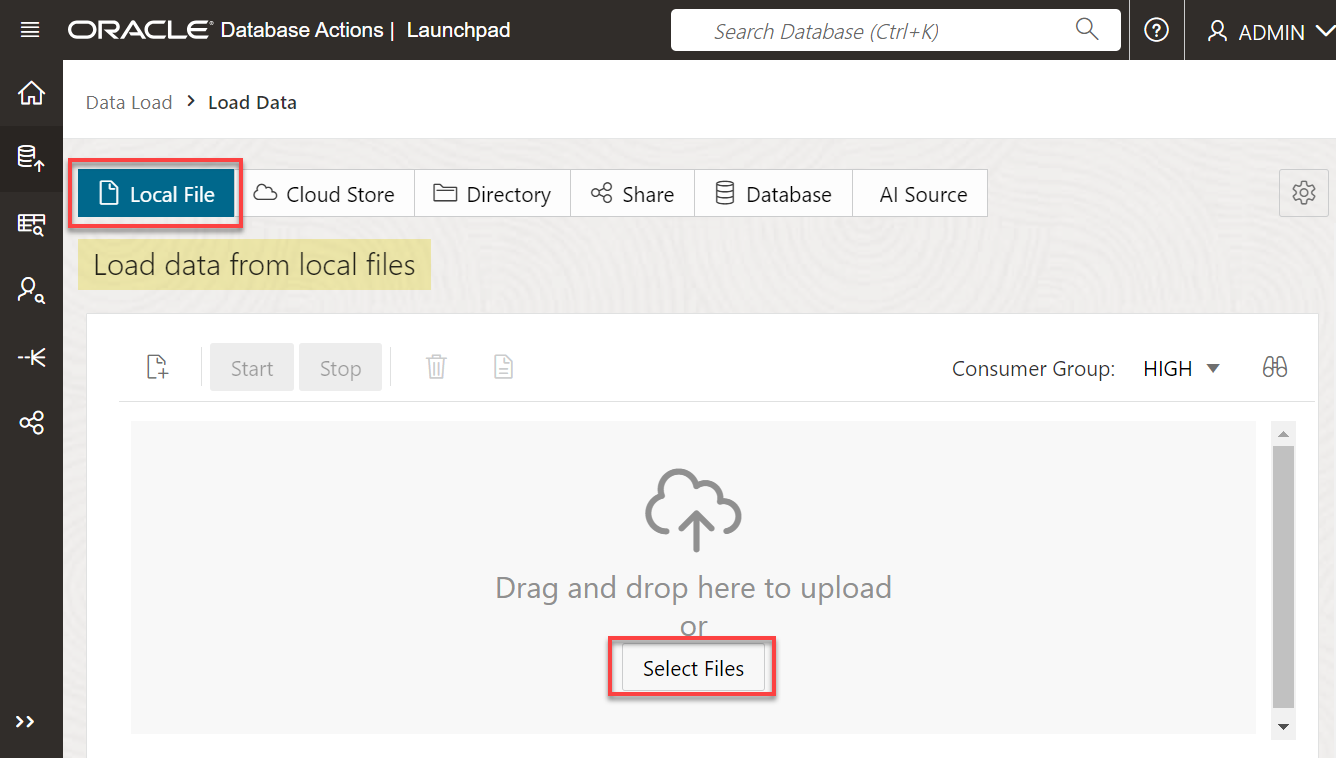 ORACLE Database Actions | Launchpad
Search Database (Ctrl+K)
ADMIN
Data Load > Load Data
Local File
Cloud Store
Directory
Share
Database
AI Source
Load data from local files
Start
Stop
Consumer Group: HIGH
Drag and drop here to upload
or
Select Files